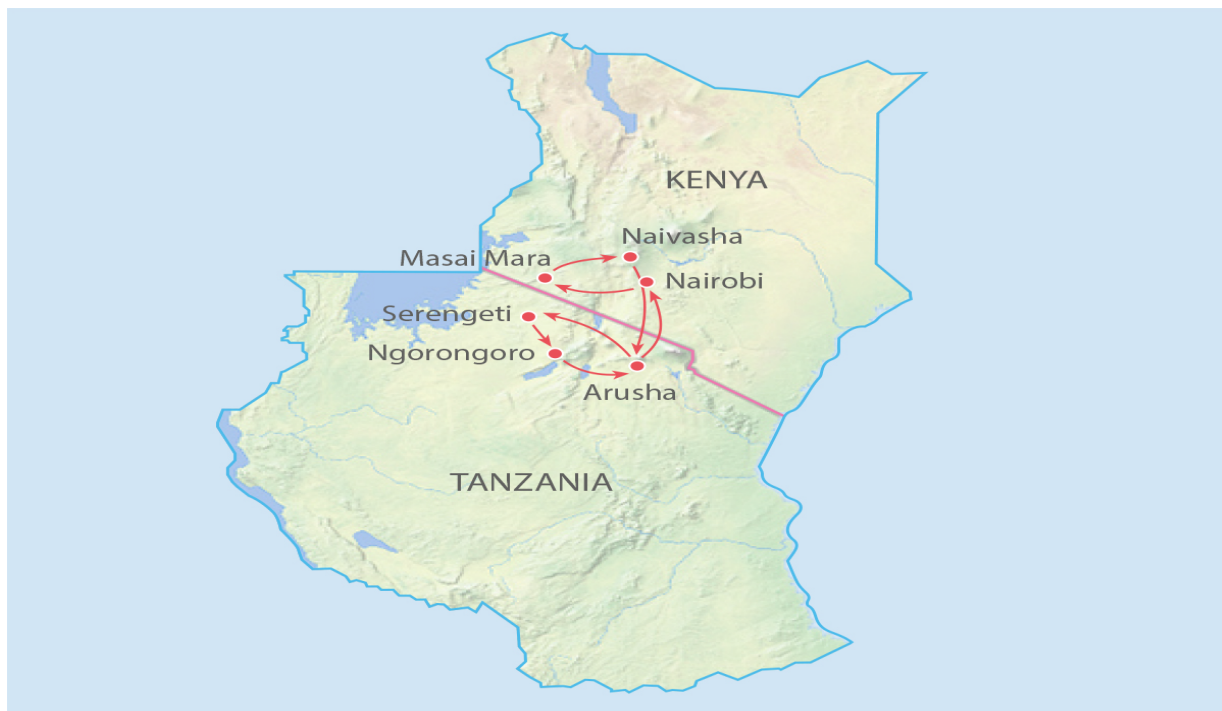 KENYA
Naivasha
Masai Mara
Nairobi
Serengeti
Ngorongoro
Arusha
TANZANIA